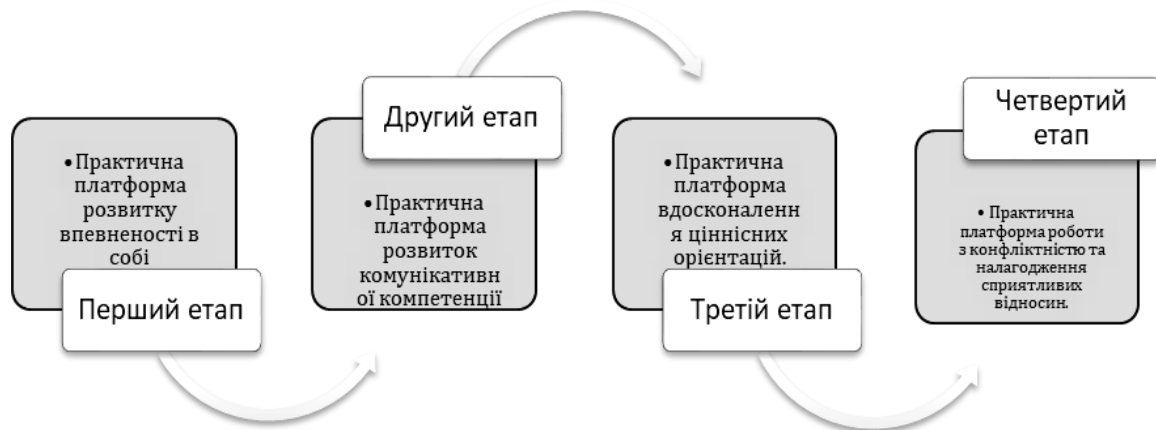 • Практична
платформа
розвитку
впевненості в
собі
Перший етап
Другий етап
• Практична
платформа
розвиток
комунікативн
ої компетенції
• Практична
платформа
вдосконаленн
я ціннісних
орієнтацій.
Третій етап
Четвертий
етап
• Практична
платформа роботи
з конфліктністю та
налагодження
сприятливих
відносин.